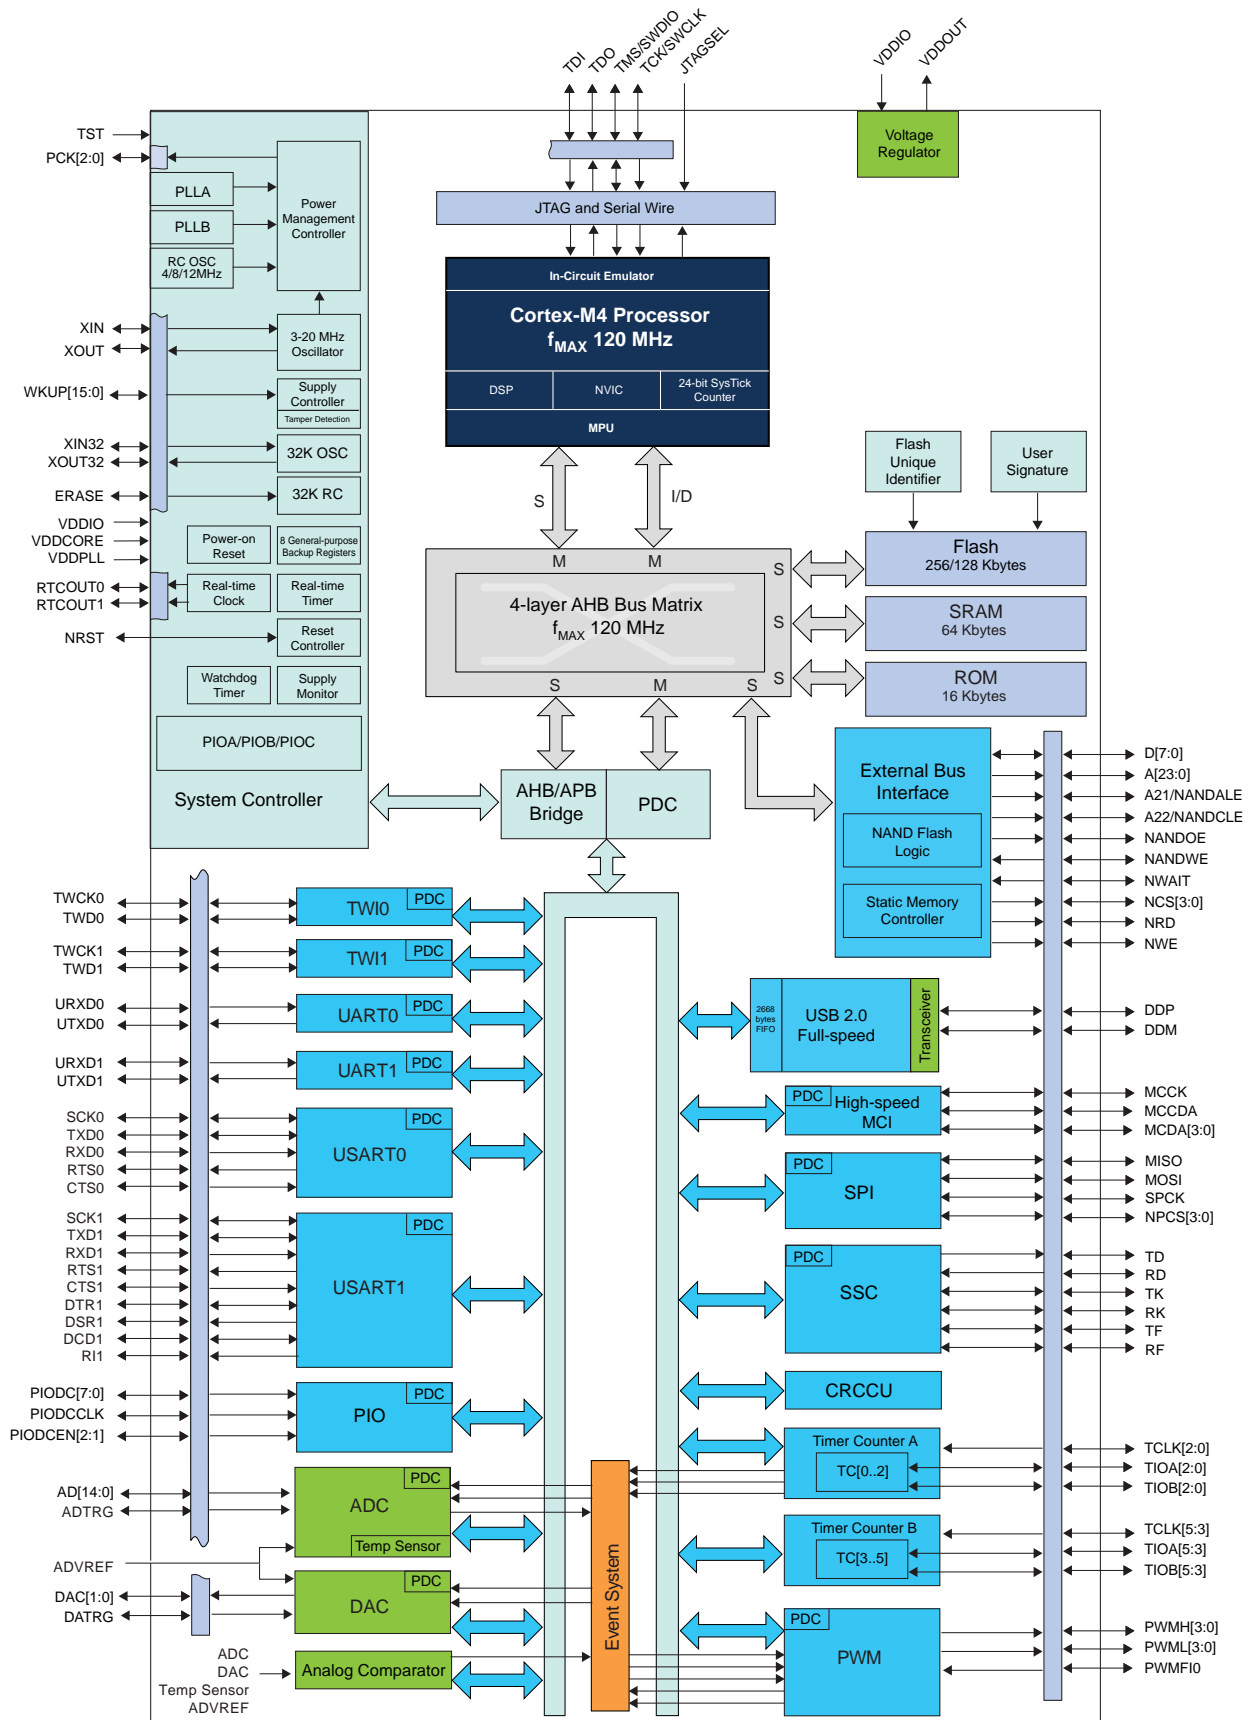 TDI
TDO
TMS/SWDIO
TCK/SWCLK
JTAGSEL
VDDIO
VDDOUT
TST
PCK[2:0]
PLLA
PLLB
RC OSC
4/8/12MHz
Power
Management
Controller
XIN
XOUT
3-20 MHz
Oscillator
WKUP[15:0]
Supply
Controller
Tamper Detection
XIN32
XOUT32
32K OSC
ERASE
32K RC
VDDIO
VDDCORE
VDDPLL
Power-on
Reset
8 General-purpose
Backup Registers
RTCOUT0
RTCOUT1
Real-time
Clock
Real-time
Timer
NRST
Reset
Controller
Watchdog
Timer
Supply
Monitor
PIOA/PIOB/PIOC
System Controller
JTAG and Serial Wire
In-Circuit Emulator
Cortex-M4 Processor
fMAX 120 MHz
DSP
NVIC
24-bit SysTick
Counter
MPU
S
I/D
M
M
S
4-layer AHB Bus Matrix
fMAX 120 MHz
S
S
S
M
S
Voltage
Regulator
Flash
Unique
Identifier
User
Signature
Flash
256/128 Kbytes
SRAM
64 Kbytes
ROM
16 Kbytes
AHB/APB
Bridge
PDC
External Bus
Interface
NAND Flash
Logic
Static Memory
Controller
D[7:0]
A[23:0]
A21/NANDALE
A22/NANDCLE
NANDOE
NANDWE
NWAIT
NCS[3:0]
NRD
NWE
TWCK0
TWD0
PDC
TWI0
TWCK1
TWD1
PDC
TWI1
URXD0
UTXD0
PDC
UART0
URXD1
UTXD1
PDC
UART1
SCK0
TXD0
RXD0
RTS0
CTS0
PDC
USART0
SCK1
TXD1
RXD1
RTS1
CTS1
DTR1
DSR1
DCD1
RI1
PDC
USART1
PIODC[7:0]
PIODCCLK
PIODCEN[2:1]
PDC
PIO
AD[14:0]
ADTRG
PDC
ADC
Temp Sensor
ADVREF
DAC[1:0]
DATRG
PDC
DAC
ADC
DAC
Temp Sensor
ADVREF
Analog Comparator
Event System
2668
bytes
FIFO
USB 2.0
Full-speed
Transceiver
DDP
DDM
PDC
High-speed
MCI
MCCK
MCCDA
MCDA[3:0]
PDC
SPI
MISO
MOSI
SPCK
NPCS[3:0]
PDC
SSC
TD
RD
TK
RK
TF
RF
CRCCU
Timer Counter A
TC[0..2]
TCLK[2:0]
TIOA[2:0]
TIOB[2:0]
Timer Counter B
TC[3..5]
TCLK[5:3]
TIOA[5:3]
TIOB[5:3]
PDC
PWM
PWMH[3:0]
PWML[3:0]
PWMFI0